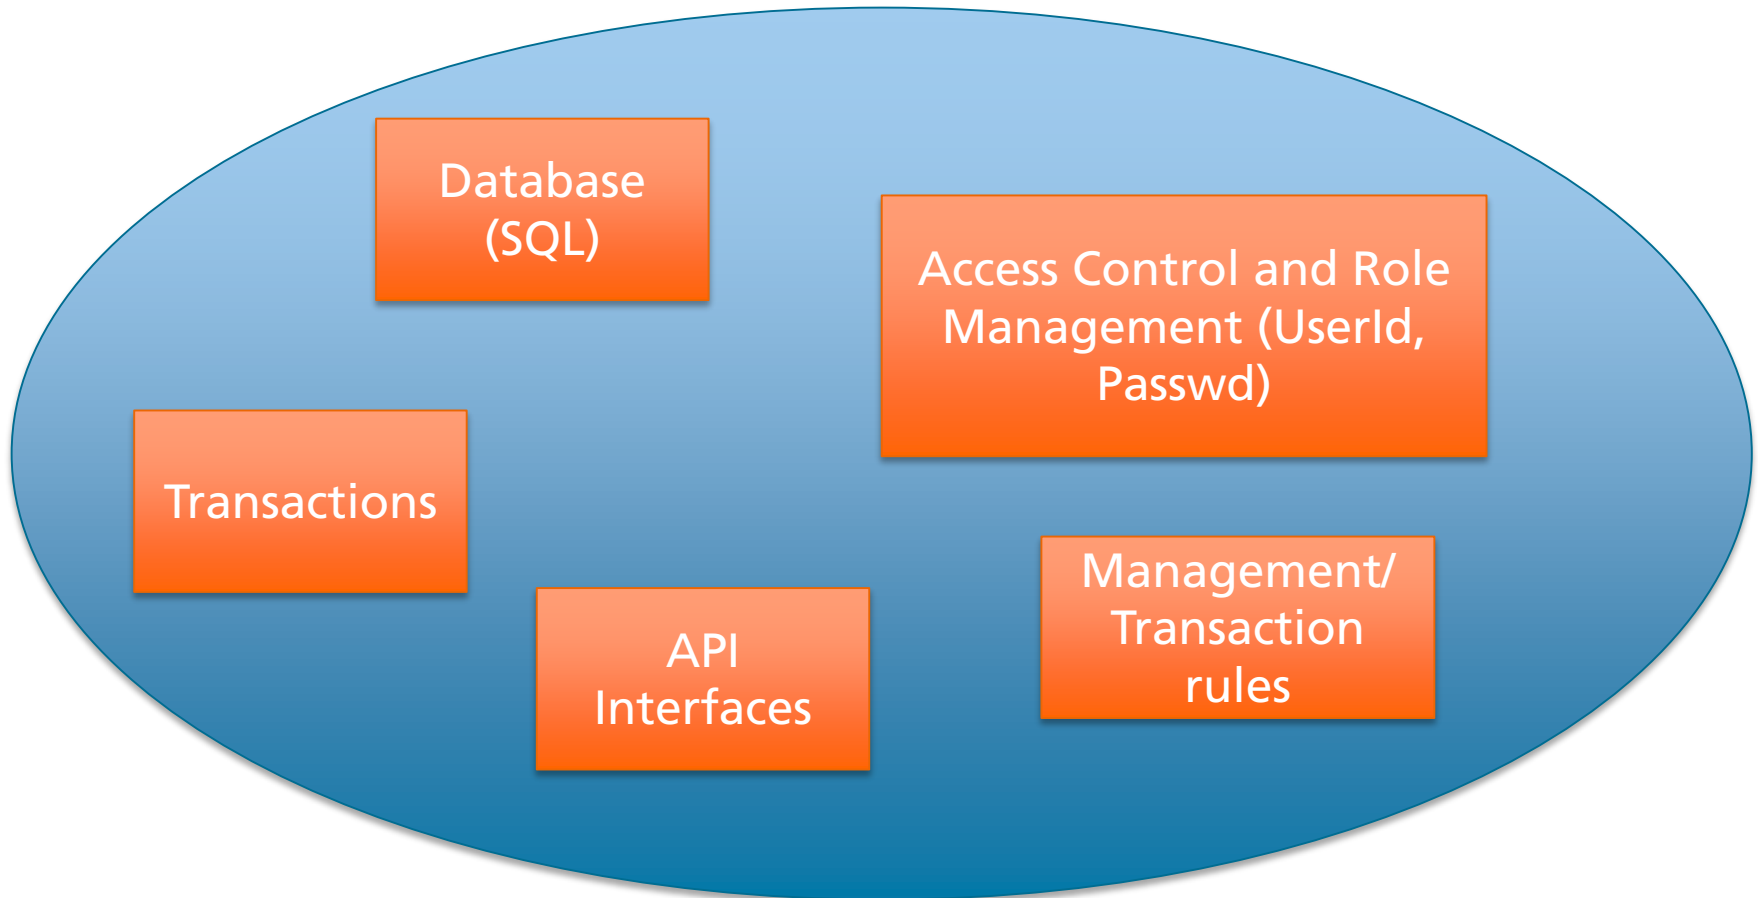 Database
(SQL)
Access Control and Role
Management (UserId,
Passwd)
Transactions
Management/
Transaction
rules
API
Interfaces